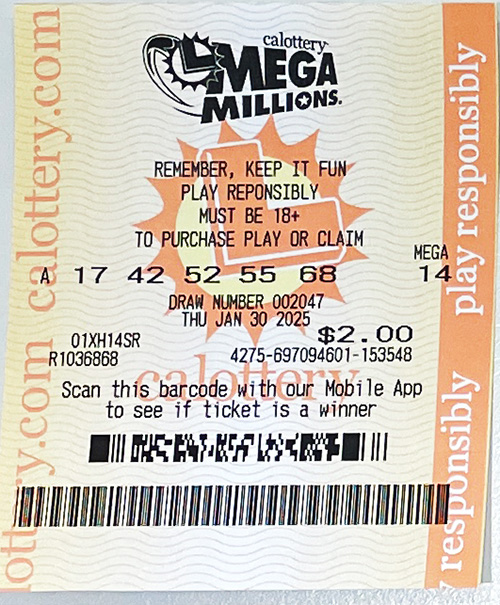 calottery
MEGA
MILLIONS.
REMEMBER, KEEP IT FUN
PLAY REPONSIBLY
MUST BE 18+
TO PURCHASE PLAY OR CLAIM
MEGA
A 17 42 52 55 68 14
DRAW NUMBER 002047
THU JAN 30 2025
$2.00
01XH14SR
R1036868
4275-697094601-153548
calottery
Scan this barcode with our Mobile App
to see if ticket is a winner
lottery.com calottery.com
play responsibly
y responsibly